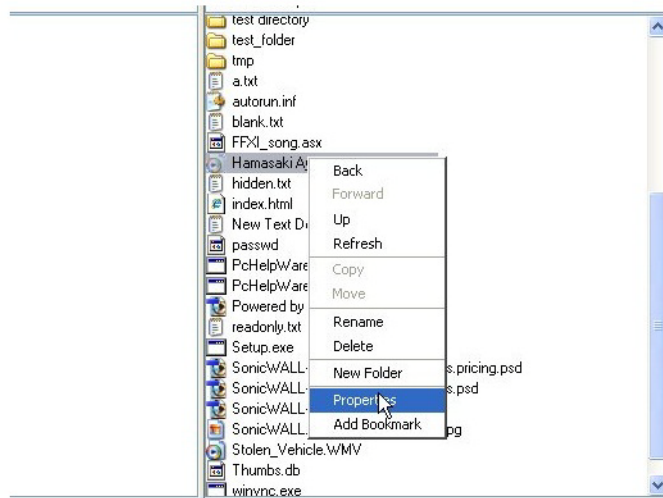 test directory
test_folder
tmp
a.txt
autorun.inf
blank.txt
FFXI_song.asx
Hamasaki
hidden.txt
index.html
New Text
passwd
PcHelpWare
PcHelpWare
Powered by
readonly.txt
Setup.exe
SonicWALL- s.pricing.psd
SonicWALL- s.psd
SonicWALL-
SonicWALL. pg
Stolen_Vehicle.WMV
Thumbs.db
winvnc.exe
Back
Forward
Up
Refresh
Copy
Move
Rename
Delete
New Folder
Properties
Add Bookmark